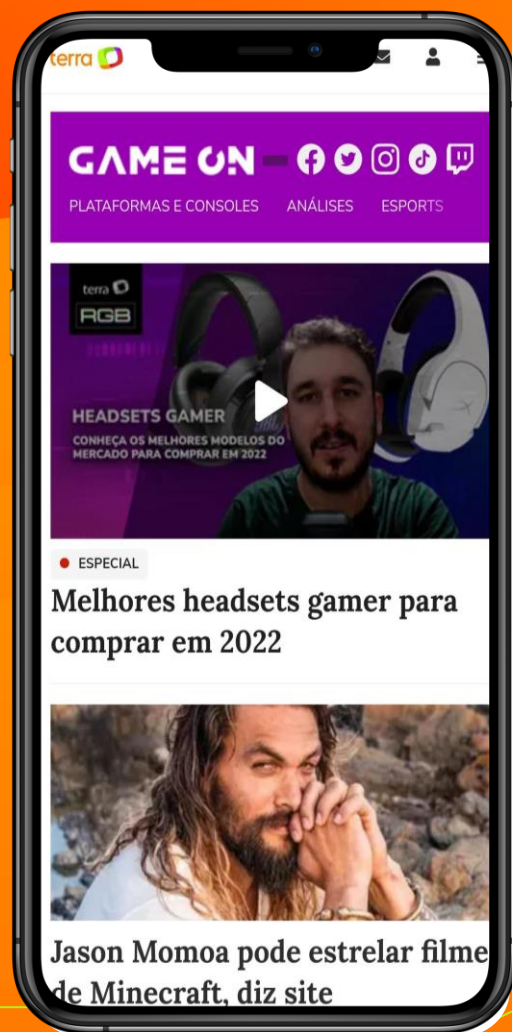 terra
GAME ON
PLATAFORMAS E CONSOLES ANÁLISES ESPORTS
terra
RGB
HEADSETS GAMER
CONHEÇA OS MELHORES MODELOS DO
MERCADO PARA COMPRAR EM 2022
ESPECIAL
Melhores headsets gamer para
comprar em 2022
Jason Momoa pode estrelar filme
de Minecraft, diz site